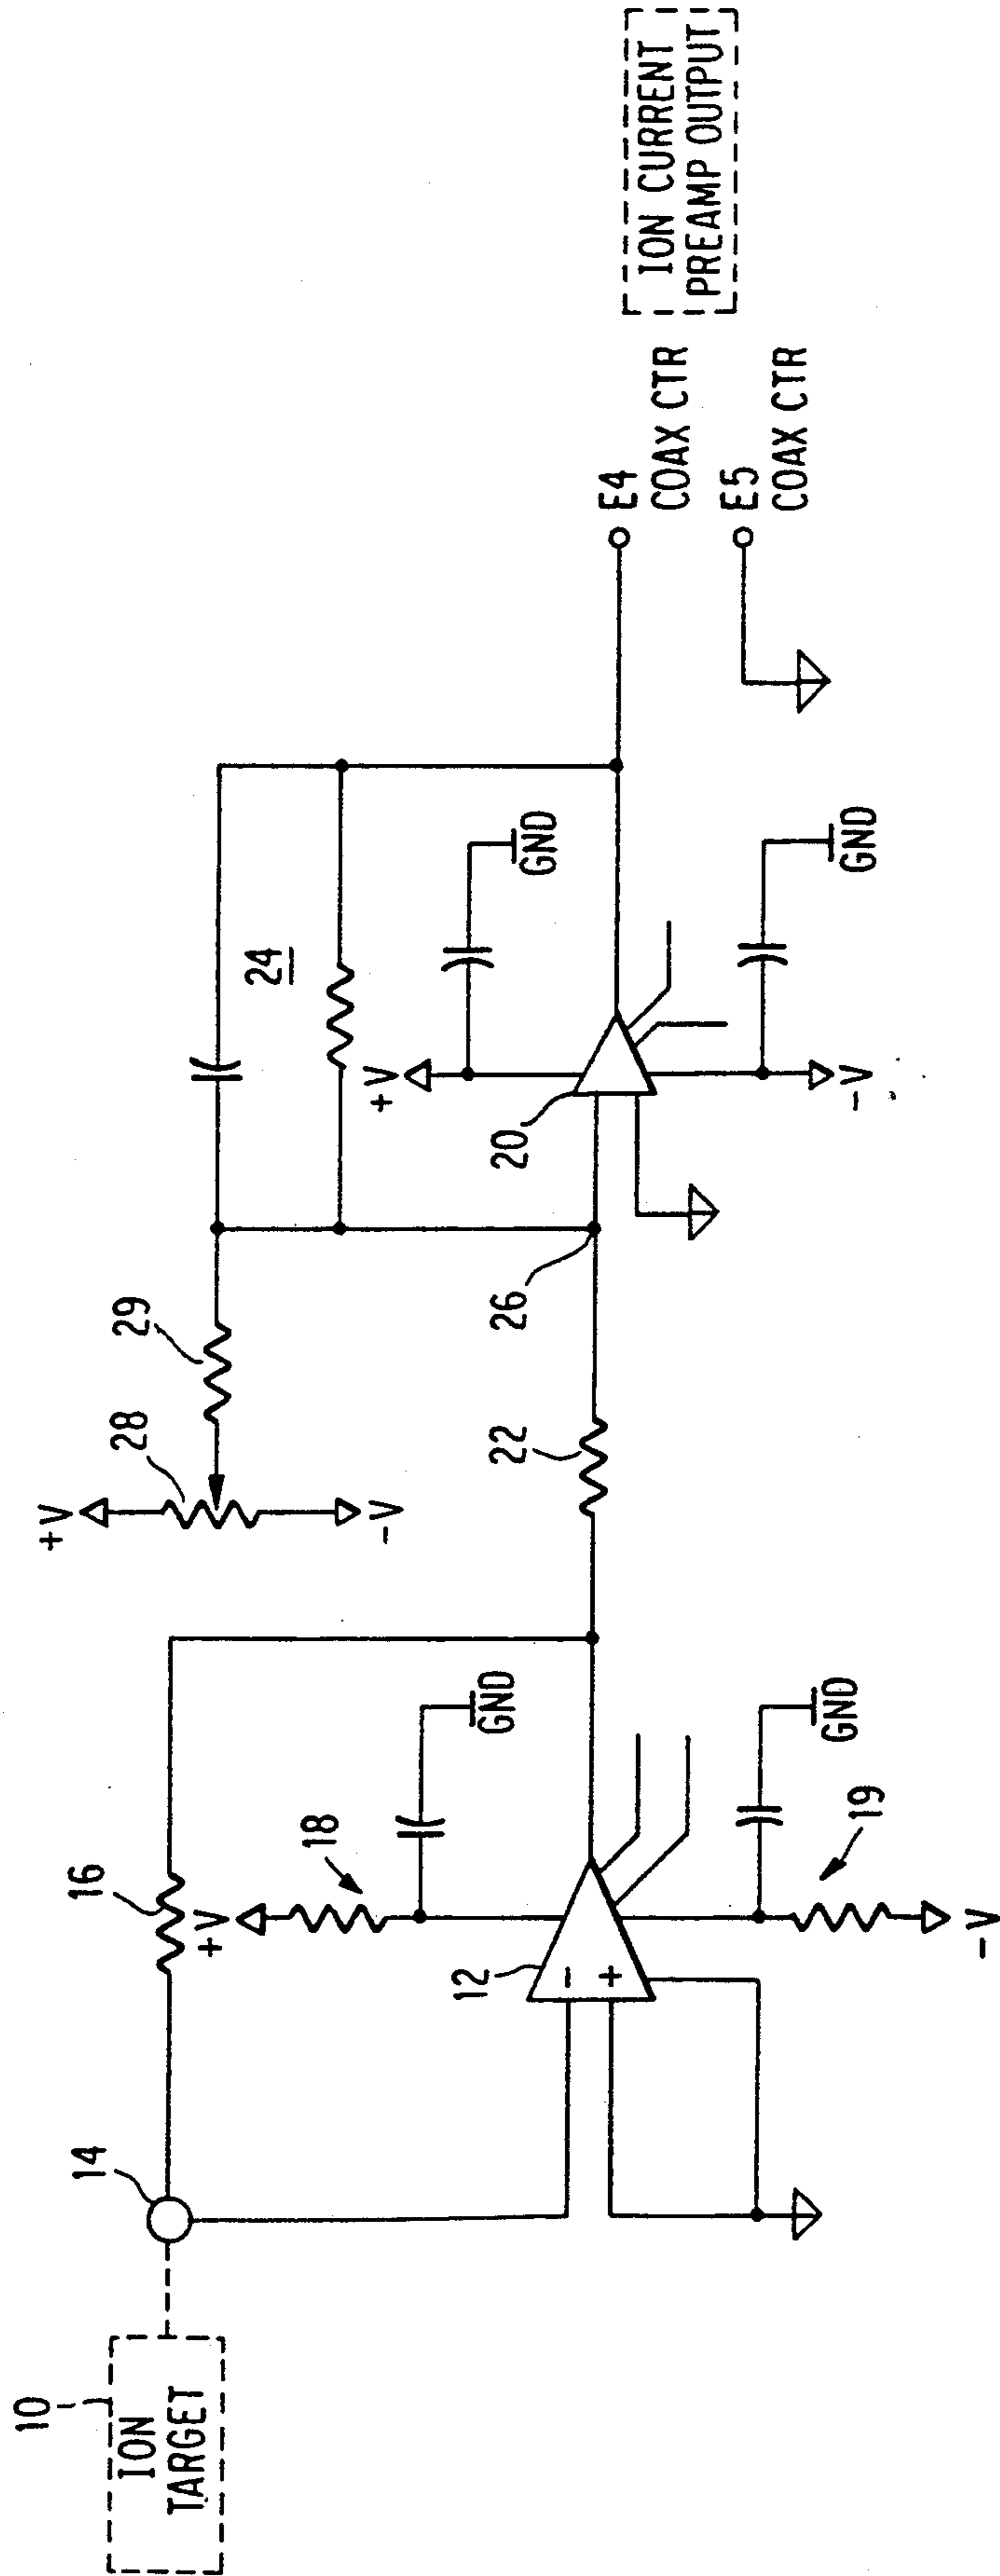 10
ION
TARGET
14
16
+V
18
12
-
+
GND
GND
19
-V
+V
28
-V
29
22
26
24
20
+V
GND
GND
-V
E4
COAX CTR
E5
COAX CTR
ION CURRENT
PREAMP OUTPUT